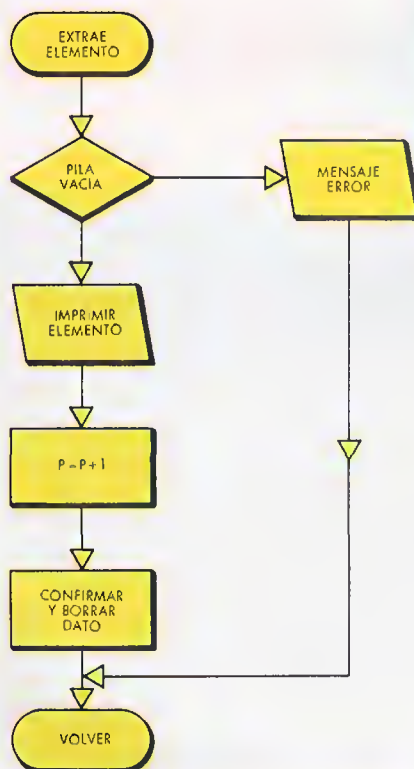 EXTRAE
ELEMENTO
PILA
VACIA
MENSAJE
ERROR
IMPRIMIR
ELEMENTO
P=P+1
CONFIRMAR
Y BORRAR
DATO
VOLVER